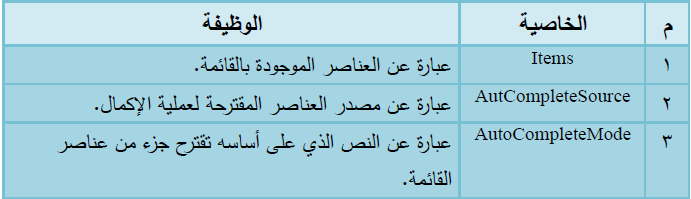 م الخاصية الوظيفة
١ Items عبارة عن العناصر الموجودة بالقائمة.
٢ AutCompleteSource عبارة عن مصدر العناصر المقترحة لعملية الإكمال.
٣ AutoCompleteMode عبارة عن النص الذي على أساسه تقترح جزء من عناصر
القائمة.